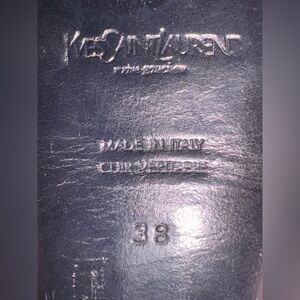 YVESSAINTLAURENT
rive gauche
MADE IN ITALY
CUIR VERITABLE
38